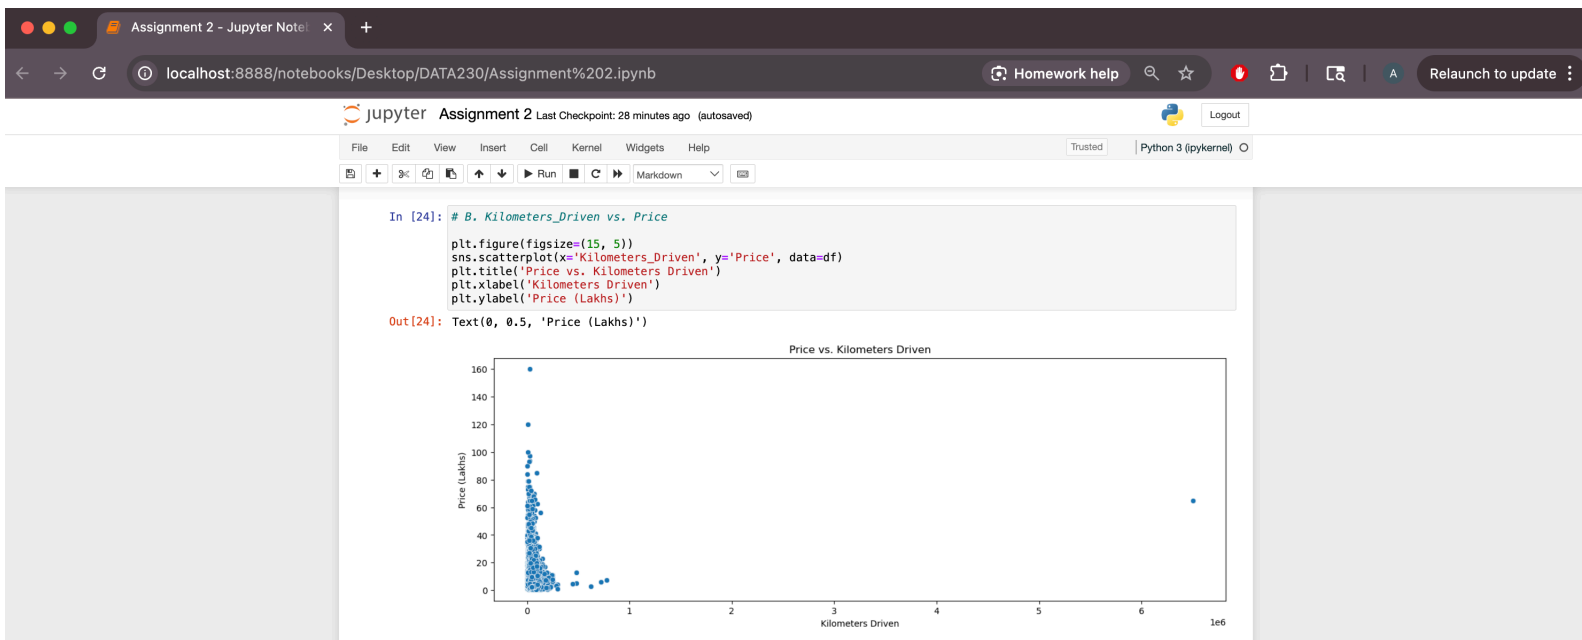 Assignment 2 - Jupyter Note
localhost:8888/notebooks/Desktop/DATA230/Assignment%202.ipynb
Homework help
A
Relaunch to update
jupyter Assignment 2 Last Checkpoint: 28 minutes ago (autosaved)
Logout
File Edit View Insert Cell Kernel Widgets Help
Trusted
Python 3 (ipykernel)
Run
Markdown
In [24]: # B. Kilometers_Driven vs. Price
plt.figure(figsize=(15, 5))
sns.scatterplot(x='Kilometers_Driven', y='Price', data=df)
plt.title('Price vs. Kilometers Driven')
plt.xlabel('Kilometers Driven')
plt.ylabel('Price (Lakhs)')
Out[24]: Text(0, 0.5, 'Price (Lakhs)')
Price vs. Kilometers Driven
160
140
120
100
80
60
40
20
0
Price (Lakhs)
0 1 2 3 4 5 6
Kilometers Driven
1e6